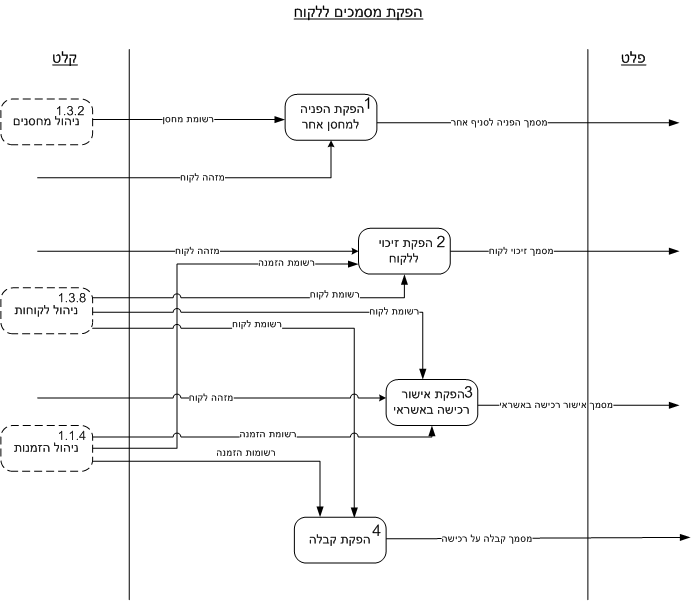 הפקת מסמכים ללקוח
קלט
פלט
1.3.2
ניהול מחסנים
רשומת מחסן
1
הפקת הפניה
למחסן אחר
מסמך הפניה לסניף אחר
מזהה לקוח
מזהה לקוח
2
הפקת זיכוי
ללקוח
מסמך זיכוי לקוח
רשומת הזמנה
1.3.8
ניהול לקוחות
רשומת לקוח
רשומת לקוח
רשומת לקוח
מזהה לקוח
3
הפקת אישור
רכישה באשראי
מסמך אישור רכישה באשראי
1.1.4
ניהול הזמנות
רשומת הזמנה
רשומות הזמנה
4
הפקת קבלה
מסמך קבלה על רכישה